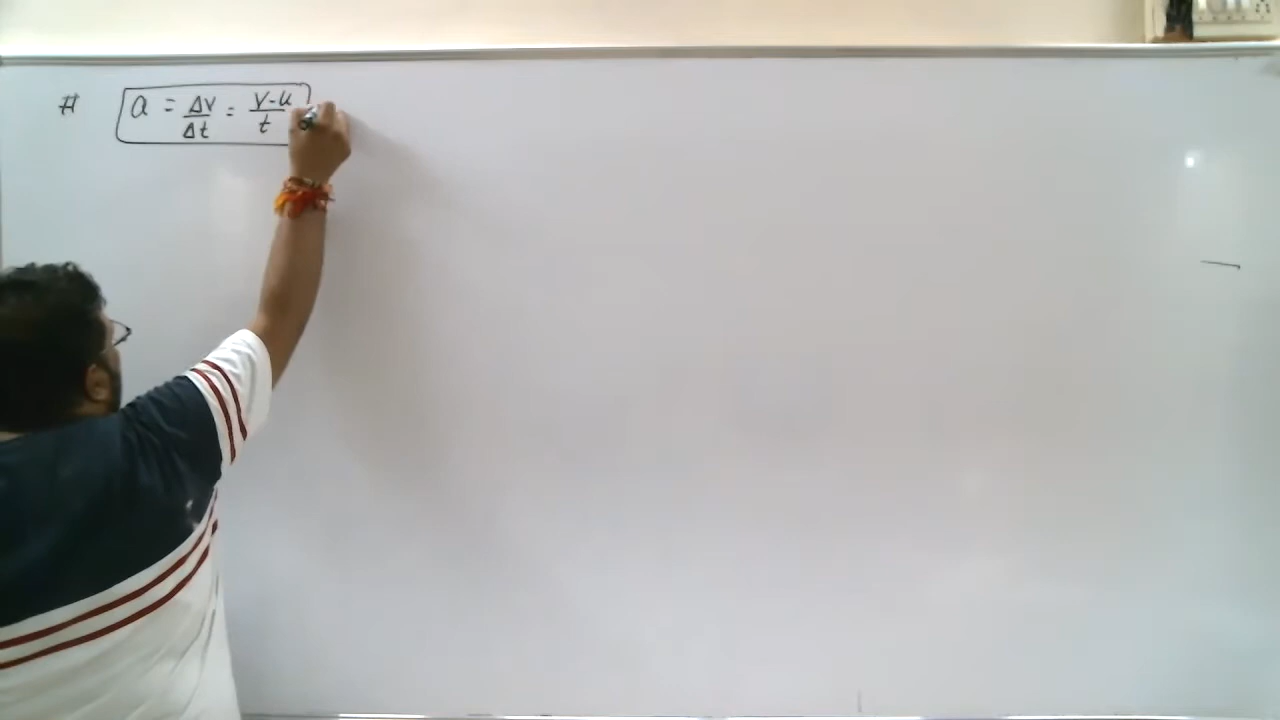 # a = Δv/Δt = v-u/t